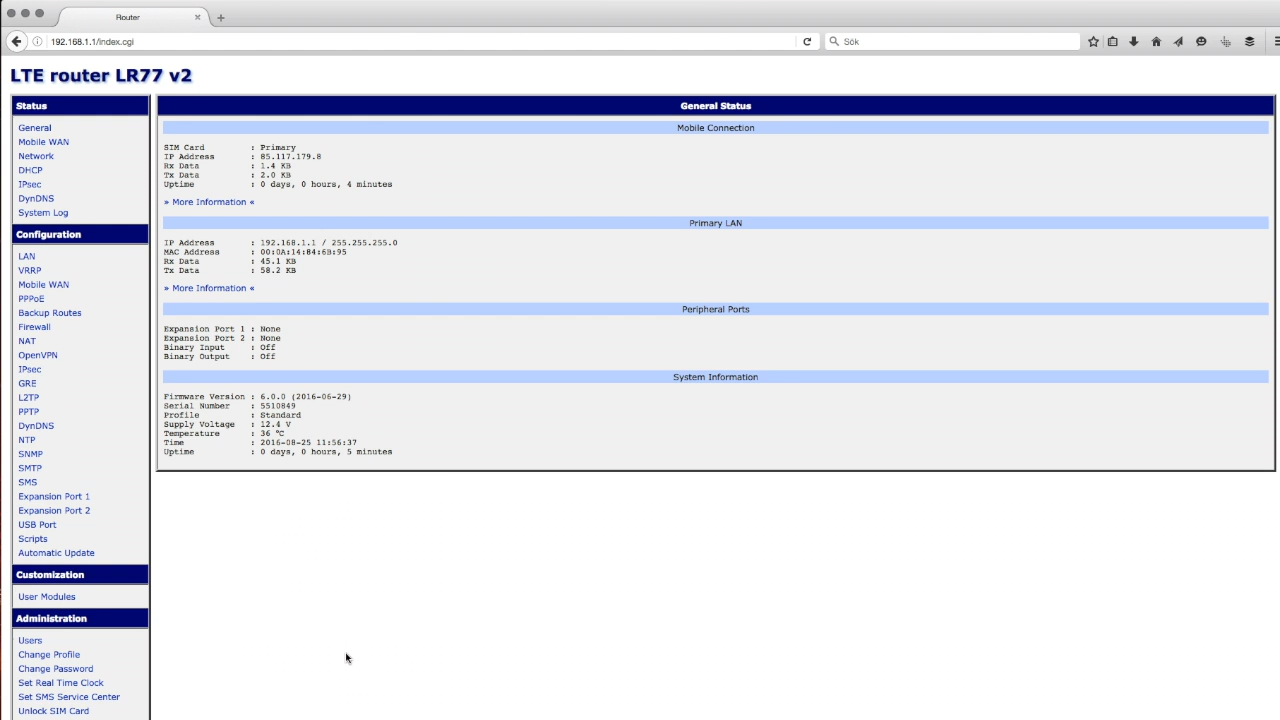 Router
192.168.1.1/index.cgi
Sök
LTE router LR77 v2
Status
General
Mobile WAN
Network
DHCP
IPsec
DynDNS
System Log
Configuration
LAN
VRRP
Mobile WAN
PPPoE
Backup Routes
Firewall
NAT
OpenVPN
IPsec
GRE
L2TP
PPTP
DynDNS
NTP
SNMP
SMTP
SMS
Expansion Port 1
Expansion Port 2
USB Port
Scripts
Automatic Update
Customization
User Modules
Administration
Users
Change Profile
Change Password
Set Real Time Clock
Set SMS Service Center
Unlock SIM Card
General Status
Mobile Connection
SIM Card : Primary
IP Address : 85.117.179.8
Rx Data : 1.4 KB
Tx Data : 2.0 KB
Uptime : 0 days, 0 hours, 4 minutes
» More Information «
Primary LAN
IP Address : 192.168.1.1 / 255.255.255.0
MAC Address : 00:0A:14:84:6B:95
Rx Data : 45.1 KB
Tx Data : 58.2 KB
» More Information «
Peripheral Ports
Expansion Port 1 : None
Expansion Port 2 : None
Binary Input : Off
Binary Output : Off
System Information
Firmware Version : 6.0.0 (2016-06-29)
Serial Number : 5510849
Profile : Standard
Supply Voltage : 12.4 V
Temperature : 36 °C
Time : 2016-08-25 11:56:37
Uptime : 0 days, 0 hours, 5 minutes